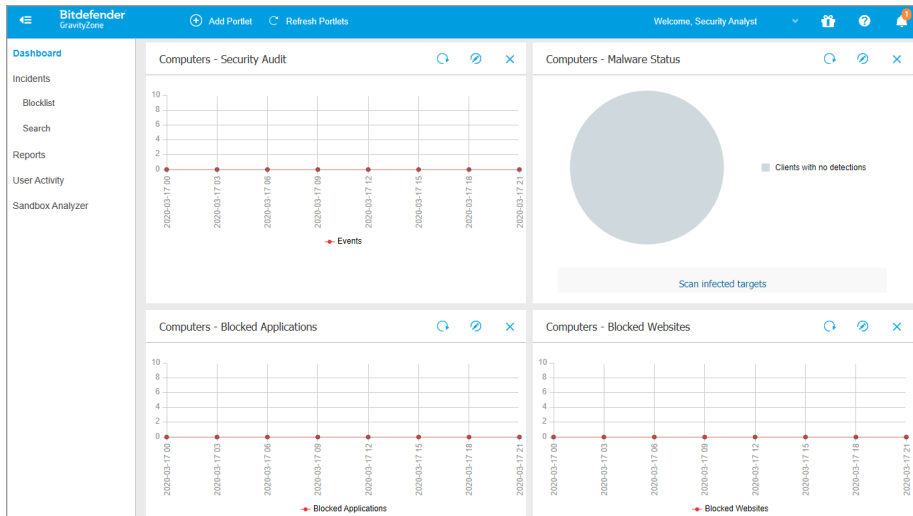 Bitdefender
GravityZone
Add Portlet
Refresh Portlets
Welcome, Security Analyst
1
Dashboard
Incidents
Blocklist
Search
Reports
User Activity
Sandbox Analyzer
Computers - Security Audit
10
8
6
4
2
0
2020-03-17 00
2020-03-17 03
2020-03-17 06
2020-03-17 09
2020-03-17 12
2020-03-17 15
2020-03-17 18
2020-03-17 21
Events
Computers - Malware Status
Clients with no detections
Scan infected targets
Computers - Blocked Applications
10
8
6
4
2
0
2020-03-17 00
2020-03-17 03
2020-03-17 06
2020-03-17 09
2020-03-17 12
2020-03-17 15
2020-03-17 18
2020-03-17 21
Blocked Applications
Computers - Blocked Websites
10
8
6
4
2
0
2020-03-17 00
2020-03-17 03
2020-03-17 06
2020-03-17 09
2020-03-17 12
2020-03-17 15
2020-03-17 18
2020-03-17 21
Blocked Websites